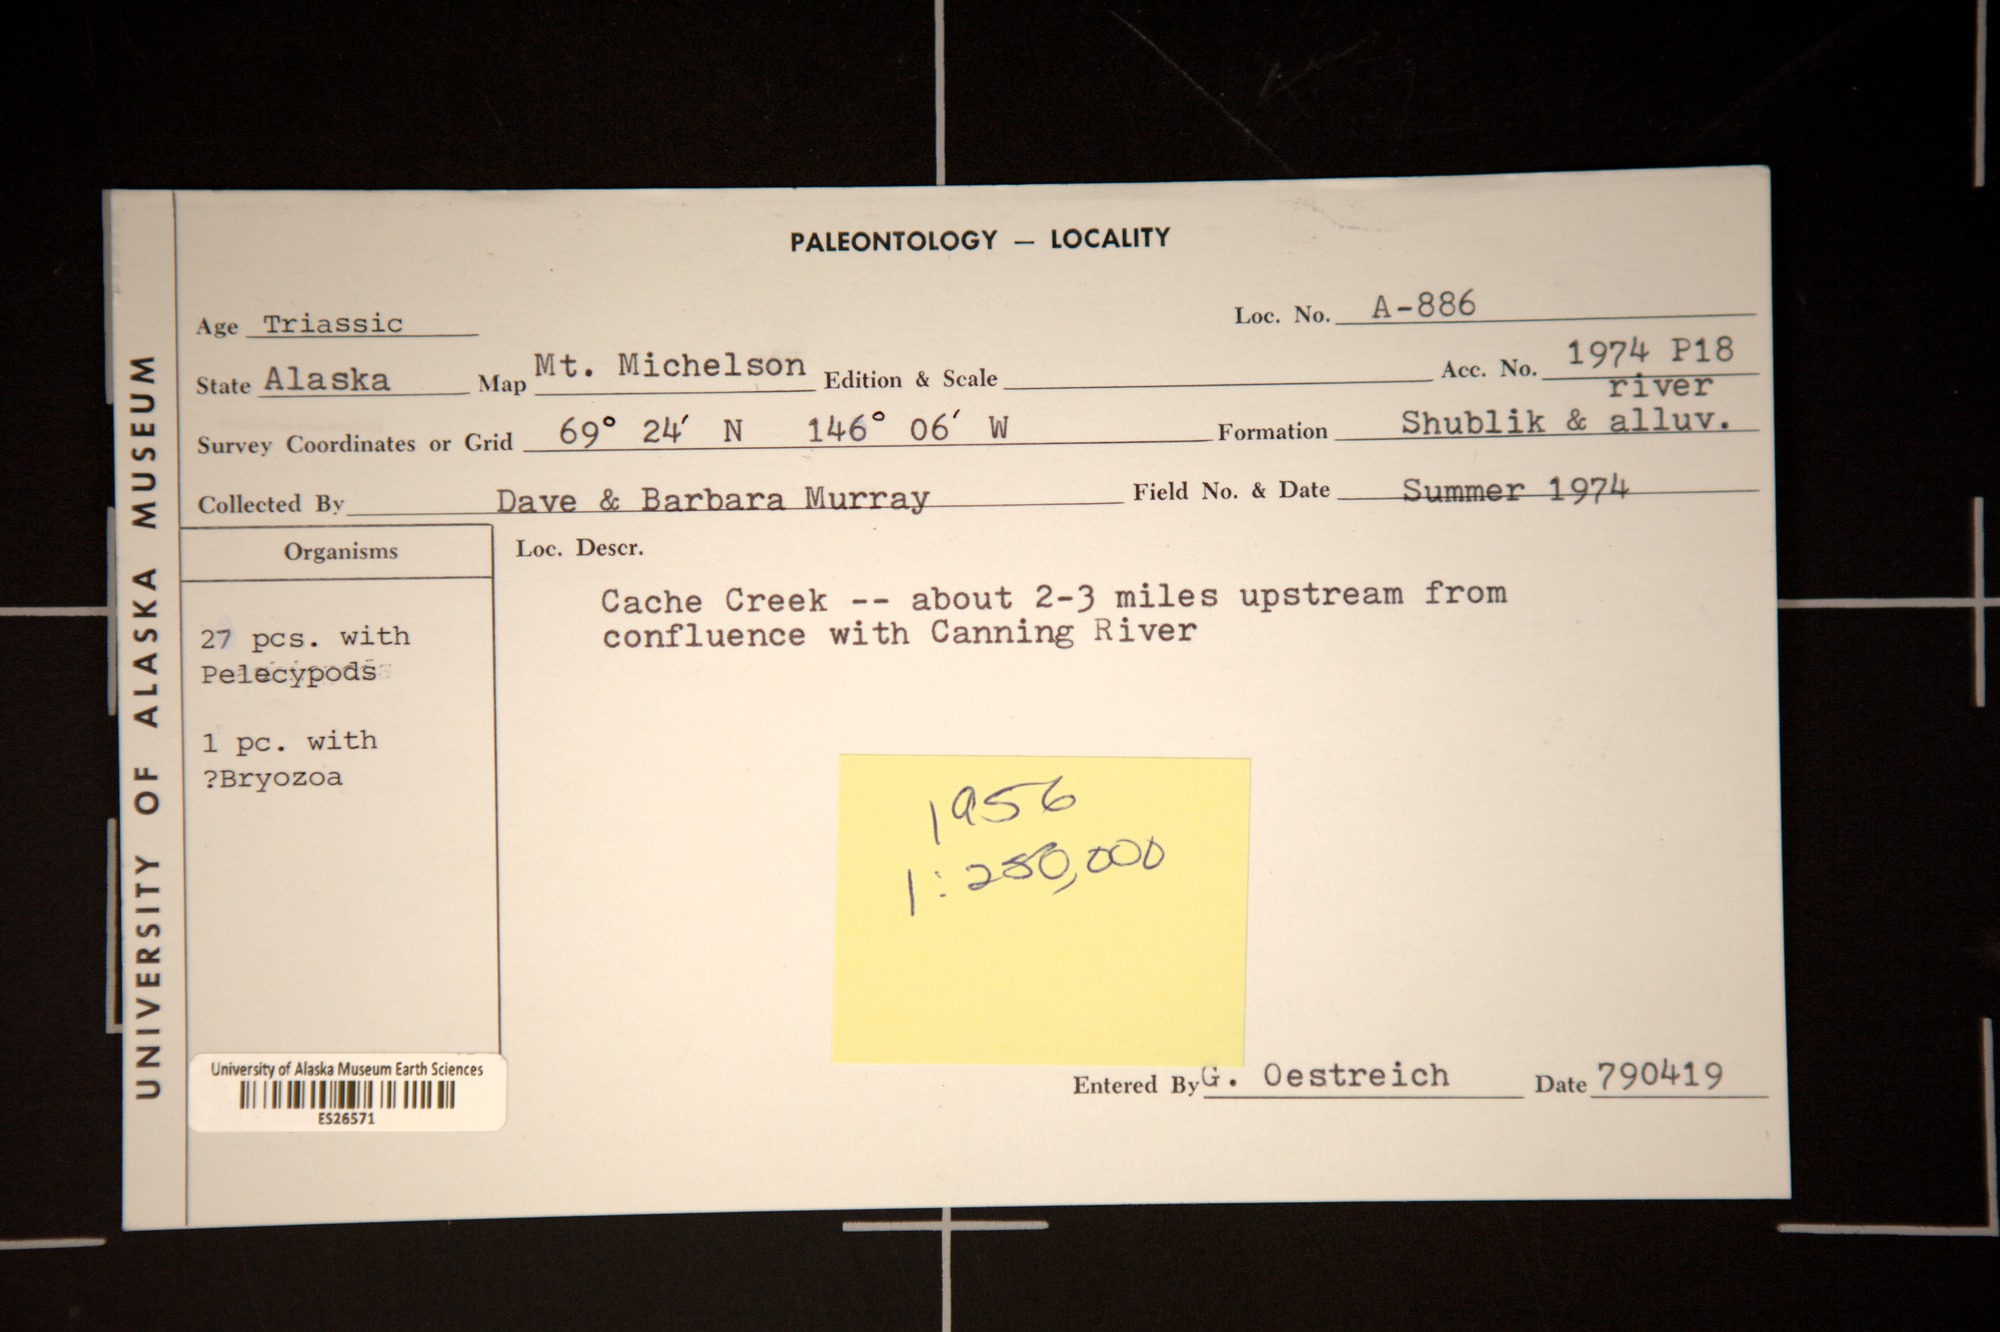 UNIVERSITY OF ALASKA MUSEUM
PALEONTOLOGY — LOCALITY
Age Triassic
Loc. No. A-886
State Alaska Map Mt. Michelson Edition & Scale
Acc. No. 1974 P18
Survey Coordinates or Grid 69° 24′ N 146° 06′ W
Formation Shublik & river alluv.
Collected By Dave & Barbara Murray
Field No. & Date Summer 1974
Organisms
27 pcs. with
Pelecypods
1 pc. with
?Bryozoa
Loc. Descr.
Cache Creek -- about 2-3 miles upstream from
confluence with Canning River
1956
1:250,000
Entered By G. Oestreich Date 790419
University of Alaska Museum Earth Sciences
ES26571